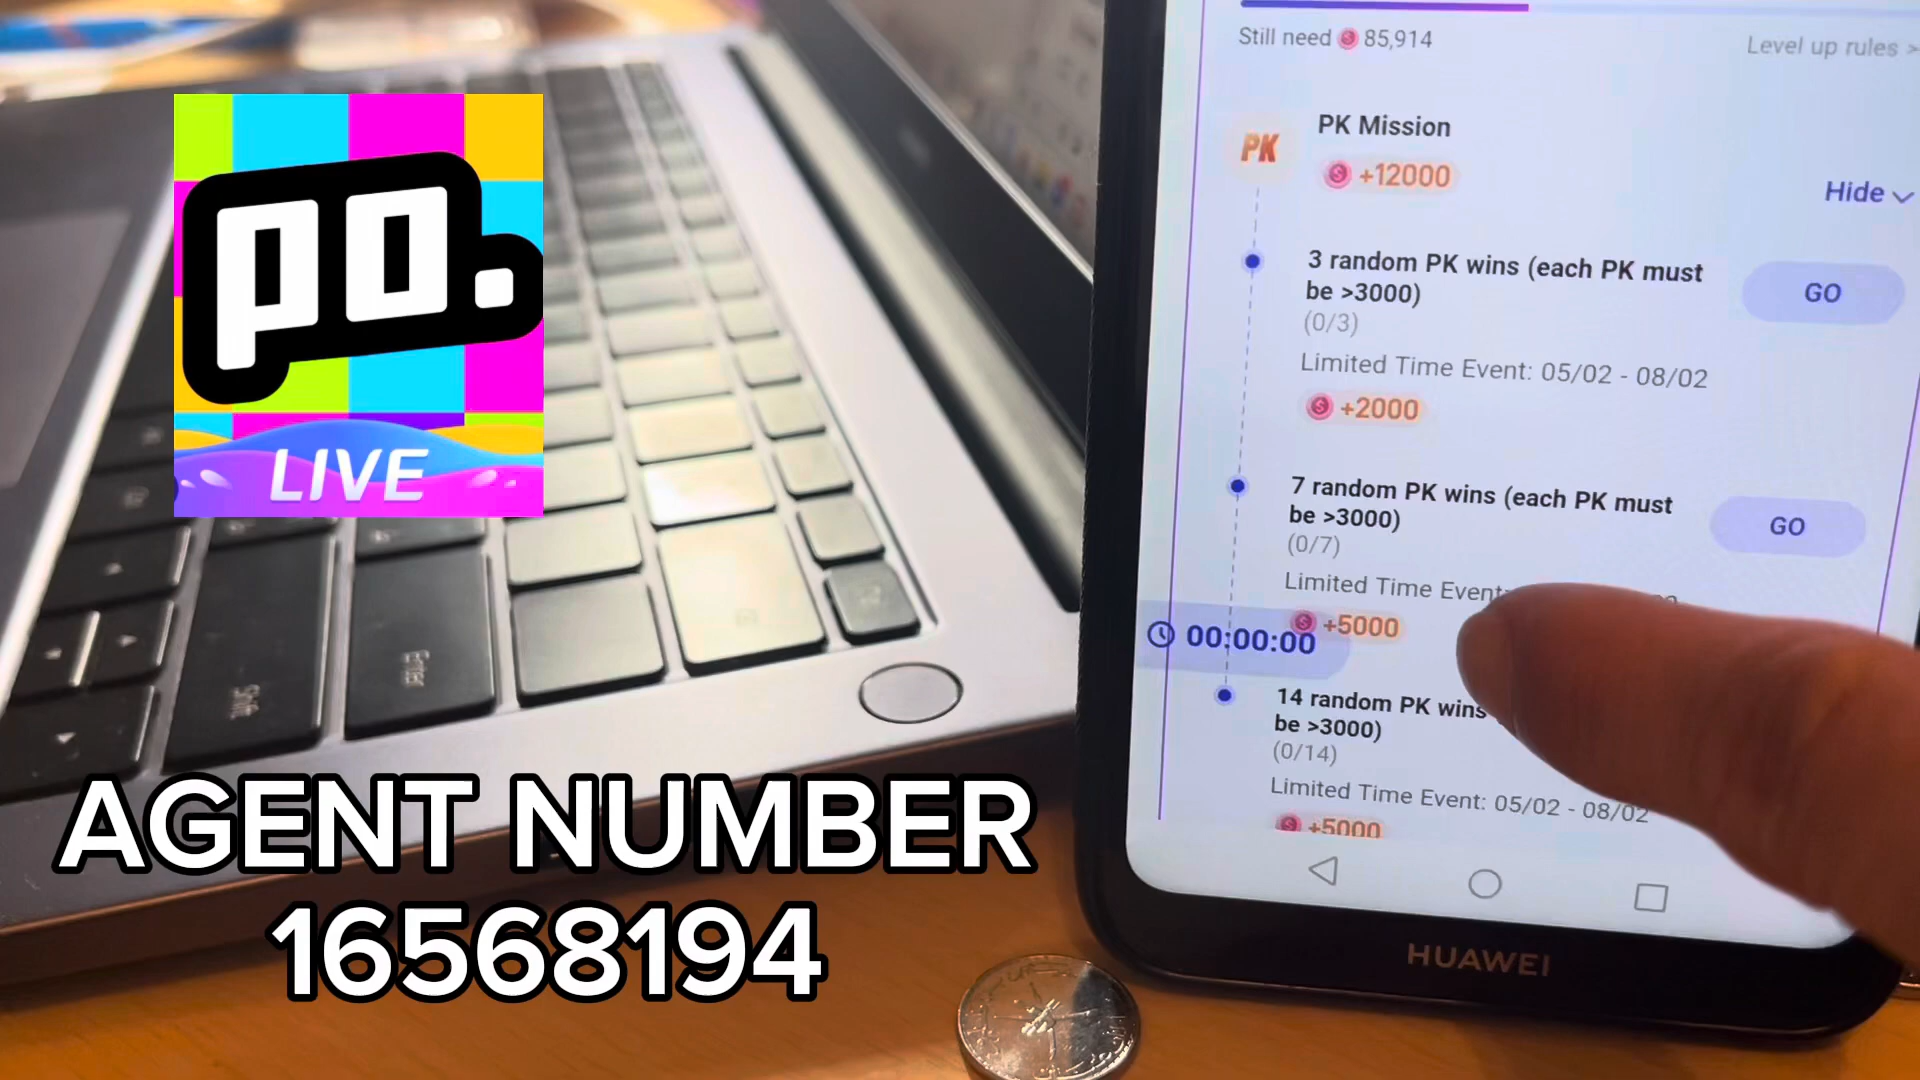 po.
LIVE
AGENT NUMBER
16568194
Enter
Shift
Still need 85,914
Level up rules >
PK
PK Mission
+12000
Hide
3 random PK wins (each PK must
be >3000)
(0/3)
GO
Limited Time Event: 05/02 - 08/02
+2000
7 random PK wins (each PK must
be >3000)
(0/7)
GO
Limited Time Event:
+5000
00:00:00
14 random PK wins
be >3000)
(0/14)
Limited Time Event: 05/02 - 08/02
+5000
HUAWEI